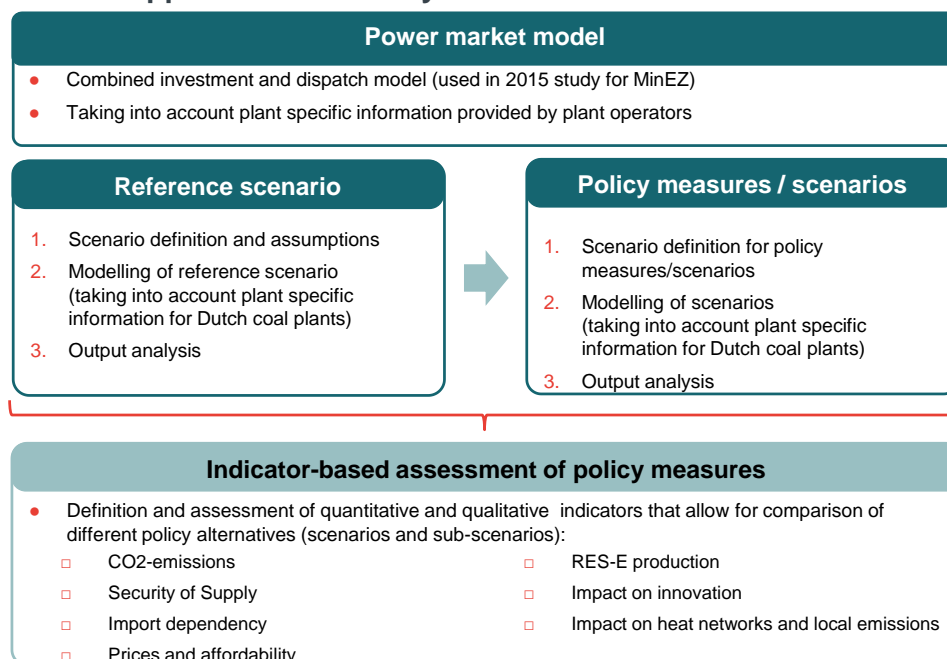 Power market model
● Combined investment and dispatch model (used in 2015 study for MinEZ)
● Taking into account plant specific information provided by plant operators
Reference scenario
1. Scenario definition and assumptions
2. Modelling of reference scenario
(taking into account plant specific
information for Dutch coal plants)
3. Output analysis
Policy measures / scenarios
1. Scenario definition for policy
measures/scenarios
2. Modelling of scenarios
(taking into account plant specific
information for Dutch coal plants)
3. Output analysis
Indicator-based assessment of policy measures
● Definition and assessment of quantitative and qualitative indicators that allow for comparison of
different policy alternatives (scenarios and sub-scenarios):
□ CO2-emissions
□ Security of Supply
□ Import dependency
□ Prices and affordability
□ RES-E production
□ Impact on innovation
□ Impact on heat networks and local emissions